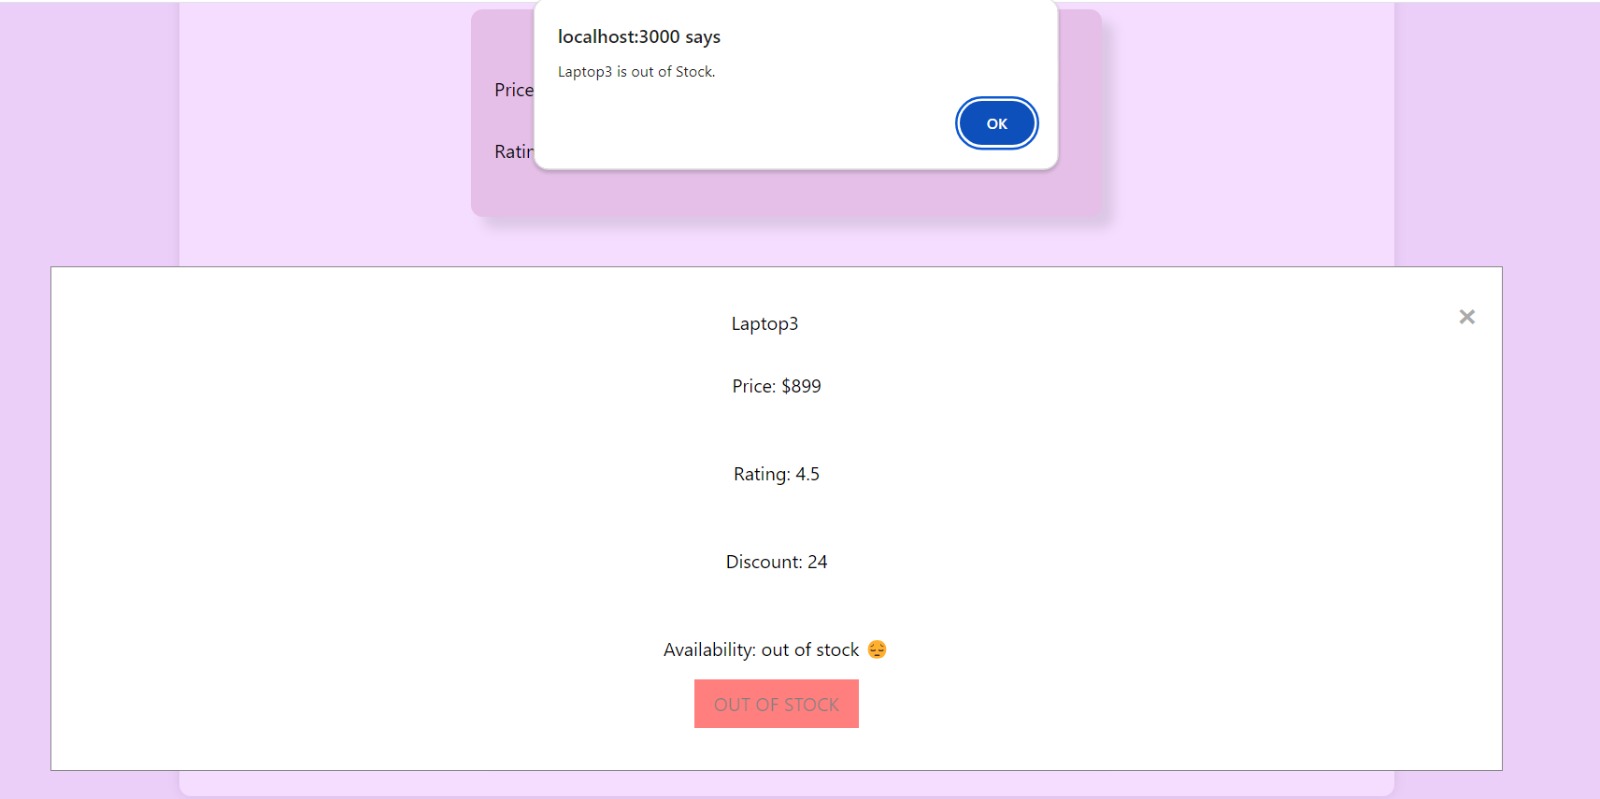 localhost:3000 says
Laptop3 is out of Stock.
OK
Price
Ratin
Laptop3
Price: $899
Rating: 4.5
Discount: 24
Availability: out of stock 😔
OUT OF STOCK